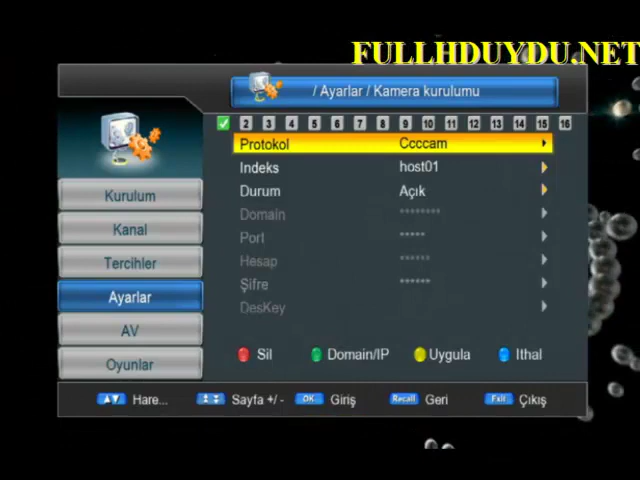 FULLHDUYDU.NET
/ Ayarlar / Kamera kurulumu
2 3 4 5 6 7 8 9 10 11 12 13 14 15 16
Protokol Ccccam
Indeks host01
Durum Açık
Domain ********
Port *****
Hesap ******
Şifre ******
DesKey
Kurulum
Kanal
Tercihler
Ayarlar
AV
Oyunlar
Sil Domain/IP Uygula Ithal
Hare... Sayfa +/- OK Giriş Recall Geri Exit Çıkış